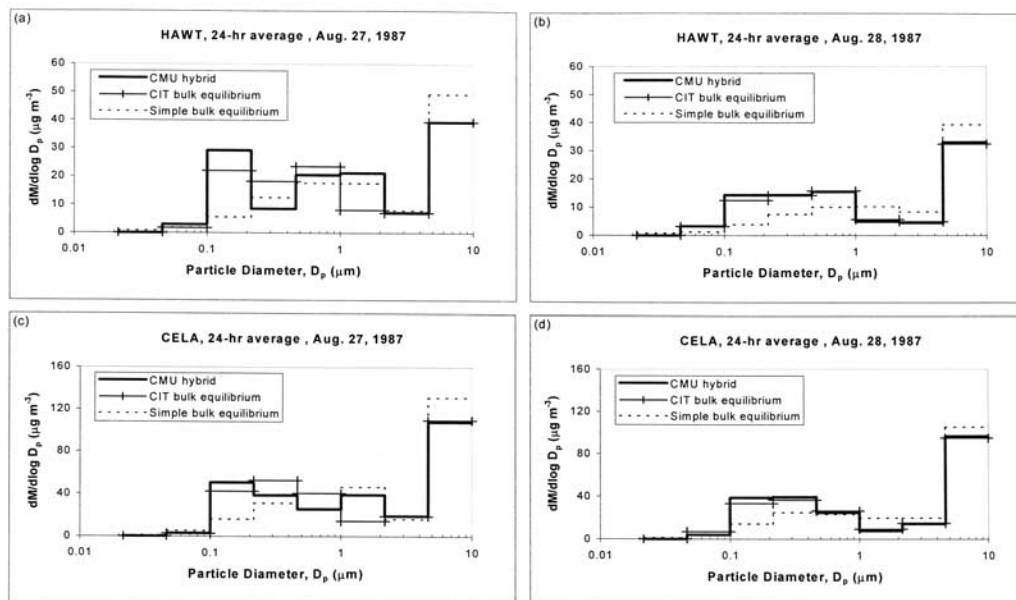 (a)
HAWT, 24-hr average , Aug. 27, 1987
CMU hybrid
CIT bulk equilibrium
Simple bulk equilibrium
dM/dlog Dp (µg m-3)
60
50
40
30
20
10
0
0.01 0.1 1 10
Particle Diameter, Dp (µm)
(b)
HAWT, 24-hr average , Aug. 28, 1987
CMU hybrid
CIT bulk equilibrium
Simple bulk equilibrium
dM/dlog Dp (µg m-3)
60
50
40
30
20
10
0
0.01 0.1 1 10
Particle Diameter, Dp (µm)
(c)
CELA, 24-hr average , Aug. 27, 1987
CMU hybrid
CIT bulk equilibrium
Simple bulk equilibrium
dM/dlog Dp (µg m-3)
160
120
80
40
0
0.01 0.1 1 10
Particle Diameter, Dp (µm)
(d)
CELA, 24-hr average , Aug. 28, 1987
CMU hybrid
CIT bulk equilibrium
Simple bulk equilibrium
dM/dlog Dp (µg m-3)
160
120
80
40
0
0.01 0.1 1 10
Particle Diameter, Dp (µm)